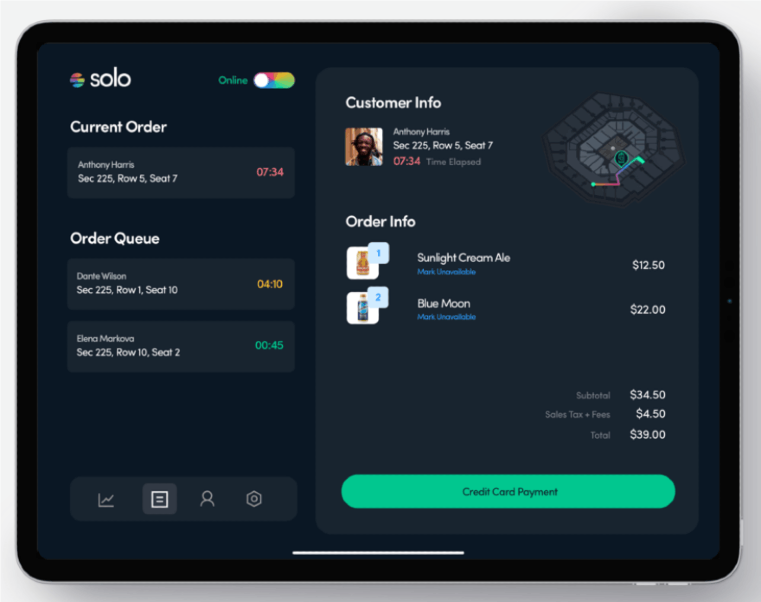 solo
Online
Current Order
Anthony Harris
Sec 225, Row 5, Seat 7
07:34
Order Queue
Dante Wilson
Sec 225, Row 1, Seat 10
04:10
Elena Markova
Sec 225, Row 10, Seat 2
00:45
Customer Info
Anthony Harris
Sec 225, Row 5, Seat 7
07:34 Time Elapsed
Order Info
1
Sunlight Cream Ale
Mark Unavailable
$12.50
2
Blue Moon
Mark Unavailable
$22.00
Subtotal $34.50
Sales Tax + Fees $4.50
Total $39.00
Credit Card Payment